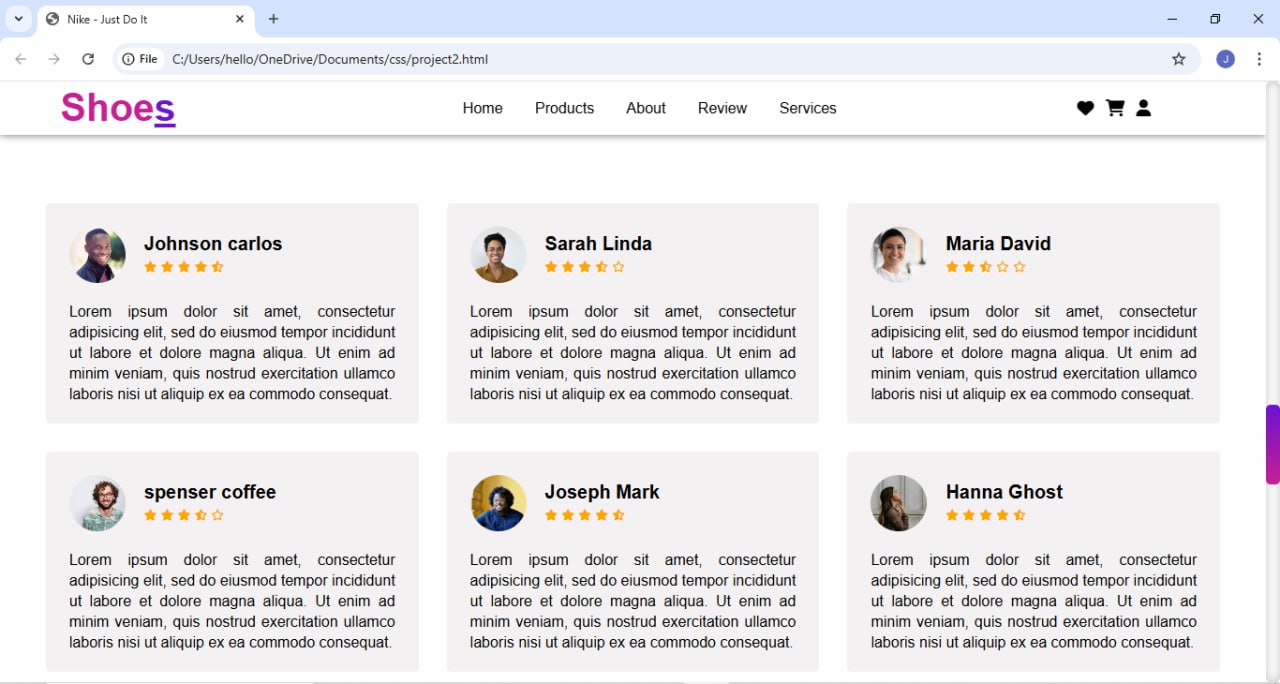 Nike - Just Do It
File
C:/Users/hello/OneDrive/Documents/css/project2.html
J
Shoes
Home Products About Review Services
Johnson carlos
Lorem ipsum dolor sit amet, consectetur
adipisicing elit, sed do eiusmod tempor incididunt
ut labore et dolore magna aliqua. Ut enim ad
minim veniam, quis nostrud exercitation ullamco
laboris nisi ut aliquip ex ea commodo consequat.
Sarah Linda
Lorem ipsum dolor sit amet, consectetur
adipisicing elit, sed do eiusmod tempor incididunt
ut labore et dolore magna aliqua. Ut enim ad
minim veniam, quis nostrud exercitation ullamco
laboris nisi ut aliquip ex ea commodo consequat.
Maria David
Lorem ipsum dolor sit amet, consectetur
adipisicing elit, sed do eiusmod tempor incididunt
ut labore et dolore magna aliqua. Ut enim ad
minim veniam, quis nostrud exercitation ullamco
laboris nisi ut aliquip ex ea commodo consequat.
spenser coffee
Lorem ipsum dolor sit amet, consectetur
adipisicing elit, sed do eiusmod tempor incididunt
ut labore et dolore magna aliqua. Ut enim ad
minim veniam, quis nostrud exercitation ullamco
laboris nisi ut aliquip ex ea commodo consequat.
Joseph Mark
Lorem ipsum dolor sit amet, consectetur
adipisicing elit, sed do eiusmod tempor incididunt
ut labore et dolore magna aliqua. Ut enim ad
minim veniam, quis nostrud exercitation ullamco
laboris nisi ut aliquip ex ea commodo consequat.
Hanna Ghost
Lorem ipsum dolor sit amet, consectetur
adipisicing elit, sed do eiusmod tempor incididunt
ut labore et dolore magna aliqua. Ut enim ad
minim veniam, quis nostrud exercitation ullamco
laboris nisi ut aliquip ex ea commodo consequat.